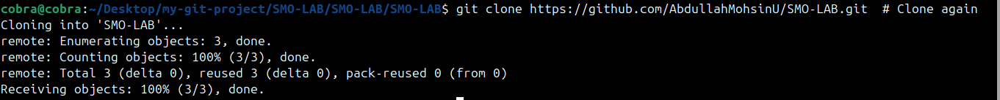 cobra@cobra:~/Desktop/my-git-project/SMO-LAB/SMO-LAB/SMO-LAB$ git clone https://github.com/AbdullahMohsinU/SMO-LAB.git  # Clone again
Cloning into 'SMO-LAB'...
remote: Enumerating objects: 3, done.
remote: Counting objects: 100% (3/3), done.
remote: Total 3 (delta 0), reused 3 (delta 0), pack-reused 0 (from 0)
Receiving objects: 100% (3/3), done.